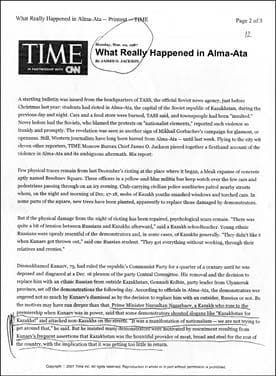 What Really Happened in Alma-Ata -- Printout -- TIME
Page 2 of 3
12
TIME
IN PARTNERSHIP WITH CNN
Monday, Mar. 02, 1987
What Really Happened in Alma-Ata
By JAMES O. JACKSON
A startling bulletin was issued from the headquarters of TASS, the official Soviet news agency, just before
Christmas last year: students had rioted in Alma-Ata, the capital of the Soviet republic of Kazakhstan, during the
previous day and night. Cars and a food store were burned, TASS said, and townspeople had been "insulted."
Never before had the Soviets, who blamed the protests on "nationalist elements," reported such violence so
frankly and promptly. The revelation was seen as another sign of Mikhail Gorbachev's campaign for glasnost, or
openness. Still, Western journalists have long been barred from Alma-Ata -- until last week. Flying to the city with
eleven other reporters, TIME Moscow Bureau Chief James O. Jackson pieced together a firsthand account of the
violence in Alma-Ata and its ambiguous aftermath. His report:
Few physical traces remain from last December's rioting at the place where it began, a bleak expanse of concrete
aptly named Brezhnev Square. Three officers in a police-and-blue militia bus keep watch over the few cars and
pedestrians passing through on an icy evening. Club-carrying civilian police auxiliaries patrol nearby streets
where, on the night and morning of Dec. 17-18, mobs of Kazakh youths smashed windows and torched cars. In
some parts of the square, new trees have been planted, apparently to replace those damaged by demonstrators.
But if the physical damage from the night of rioting has been repaired, psychological scars remain. "There was
quite a bit of tension between Russians and Kazakhs afterward," said a Kazakh schoolteacher. Young ethnic
Russians were openly resentful of the demonstrators and, in some cases, of Kazakhs generally. "They didn't like it
when Kunaev got thrown out," said one Russian student. "They got everything without working, through their
relatives and cronies."
Dinmukhamed Kunaev, 75, had ruled the republic's Communist Party for a quarter of a century until he was
deposed and disgraced at a Dec. 16 plenum of the party Central Committee. His removal and the decision to
replace him with an ethnic Russian from outside Kazakhstan, Gennadi Kolbin, party leader from Ulyanovsk
province, set off the demonstrations the following day. According to officials in Alma-Ata, the demonstrators was
angered not so much by Kunaev's dismissal as by the decision to replace him with an outsider, Russian or not. But
the motives may have run deeper than that. Prime Minister Nursultan Nazarbaev, a Kazakh who rose to the
premiership when Kunaev was in power, said that some demonstrators shouted slogans like "Kazakhstan for
Kazakhs!" and attacked non-Kazakhs on the streets. "It was a manifestation of nationalism -- we are not trying to
get around that," he said. But he insisted many demonstrators were motivated by resentment resulting from
Kunaev's frequent assertions that Kazakhstan was the bountiful provider of meat, bread and steel for the rest of
the country, with the implication that it was getting too little in return.
Copyright © 2007 Time Inc. All rights reserved. Reproduction in whole or in part without permission is prohibited.